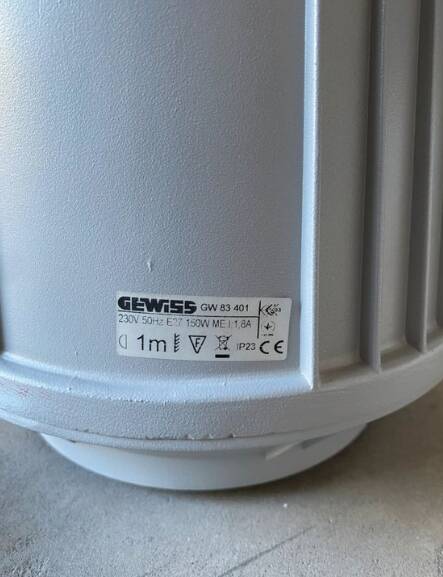 GEWISS GW 83 401
230V 50Hz E27 150W ME I:1,8A
1m F IP23 CE